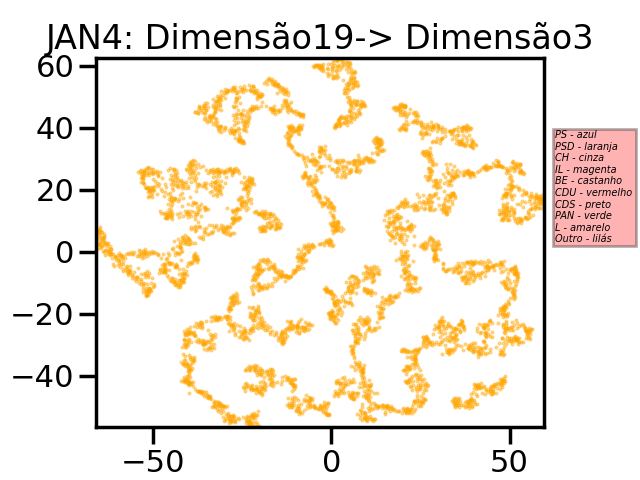 JAN4: Dimensão19-> Dimensão3
60
40
20
0
−20
−40
−50
0
50
PS - azul
PSD - laranja
CH - cinza
IL - magenta
BE - castanho
CDU - vermelho
CDS - preto
PAN - verde
L - amarelo
Outro - lilás